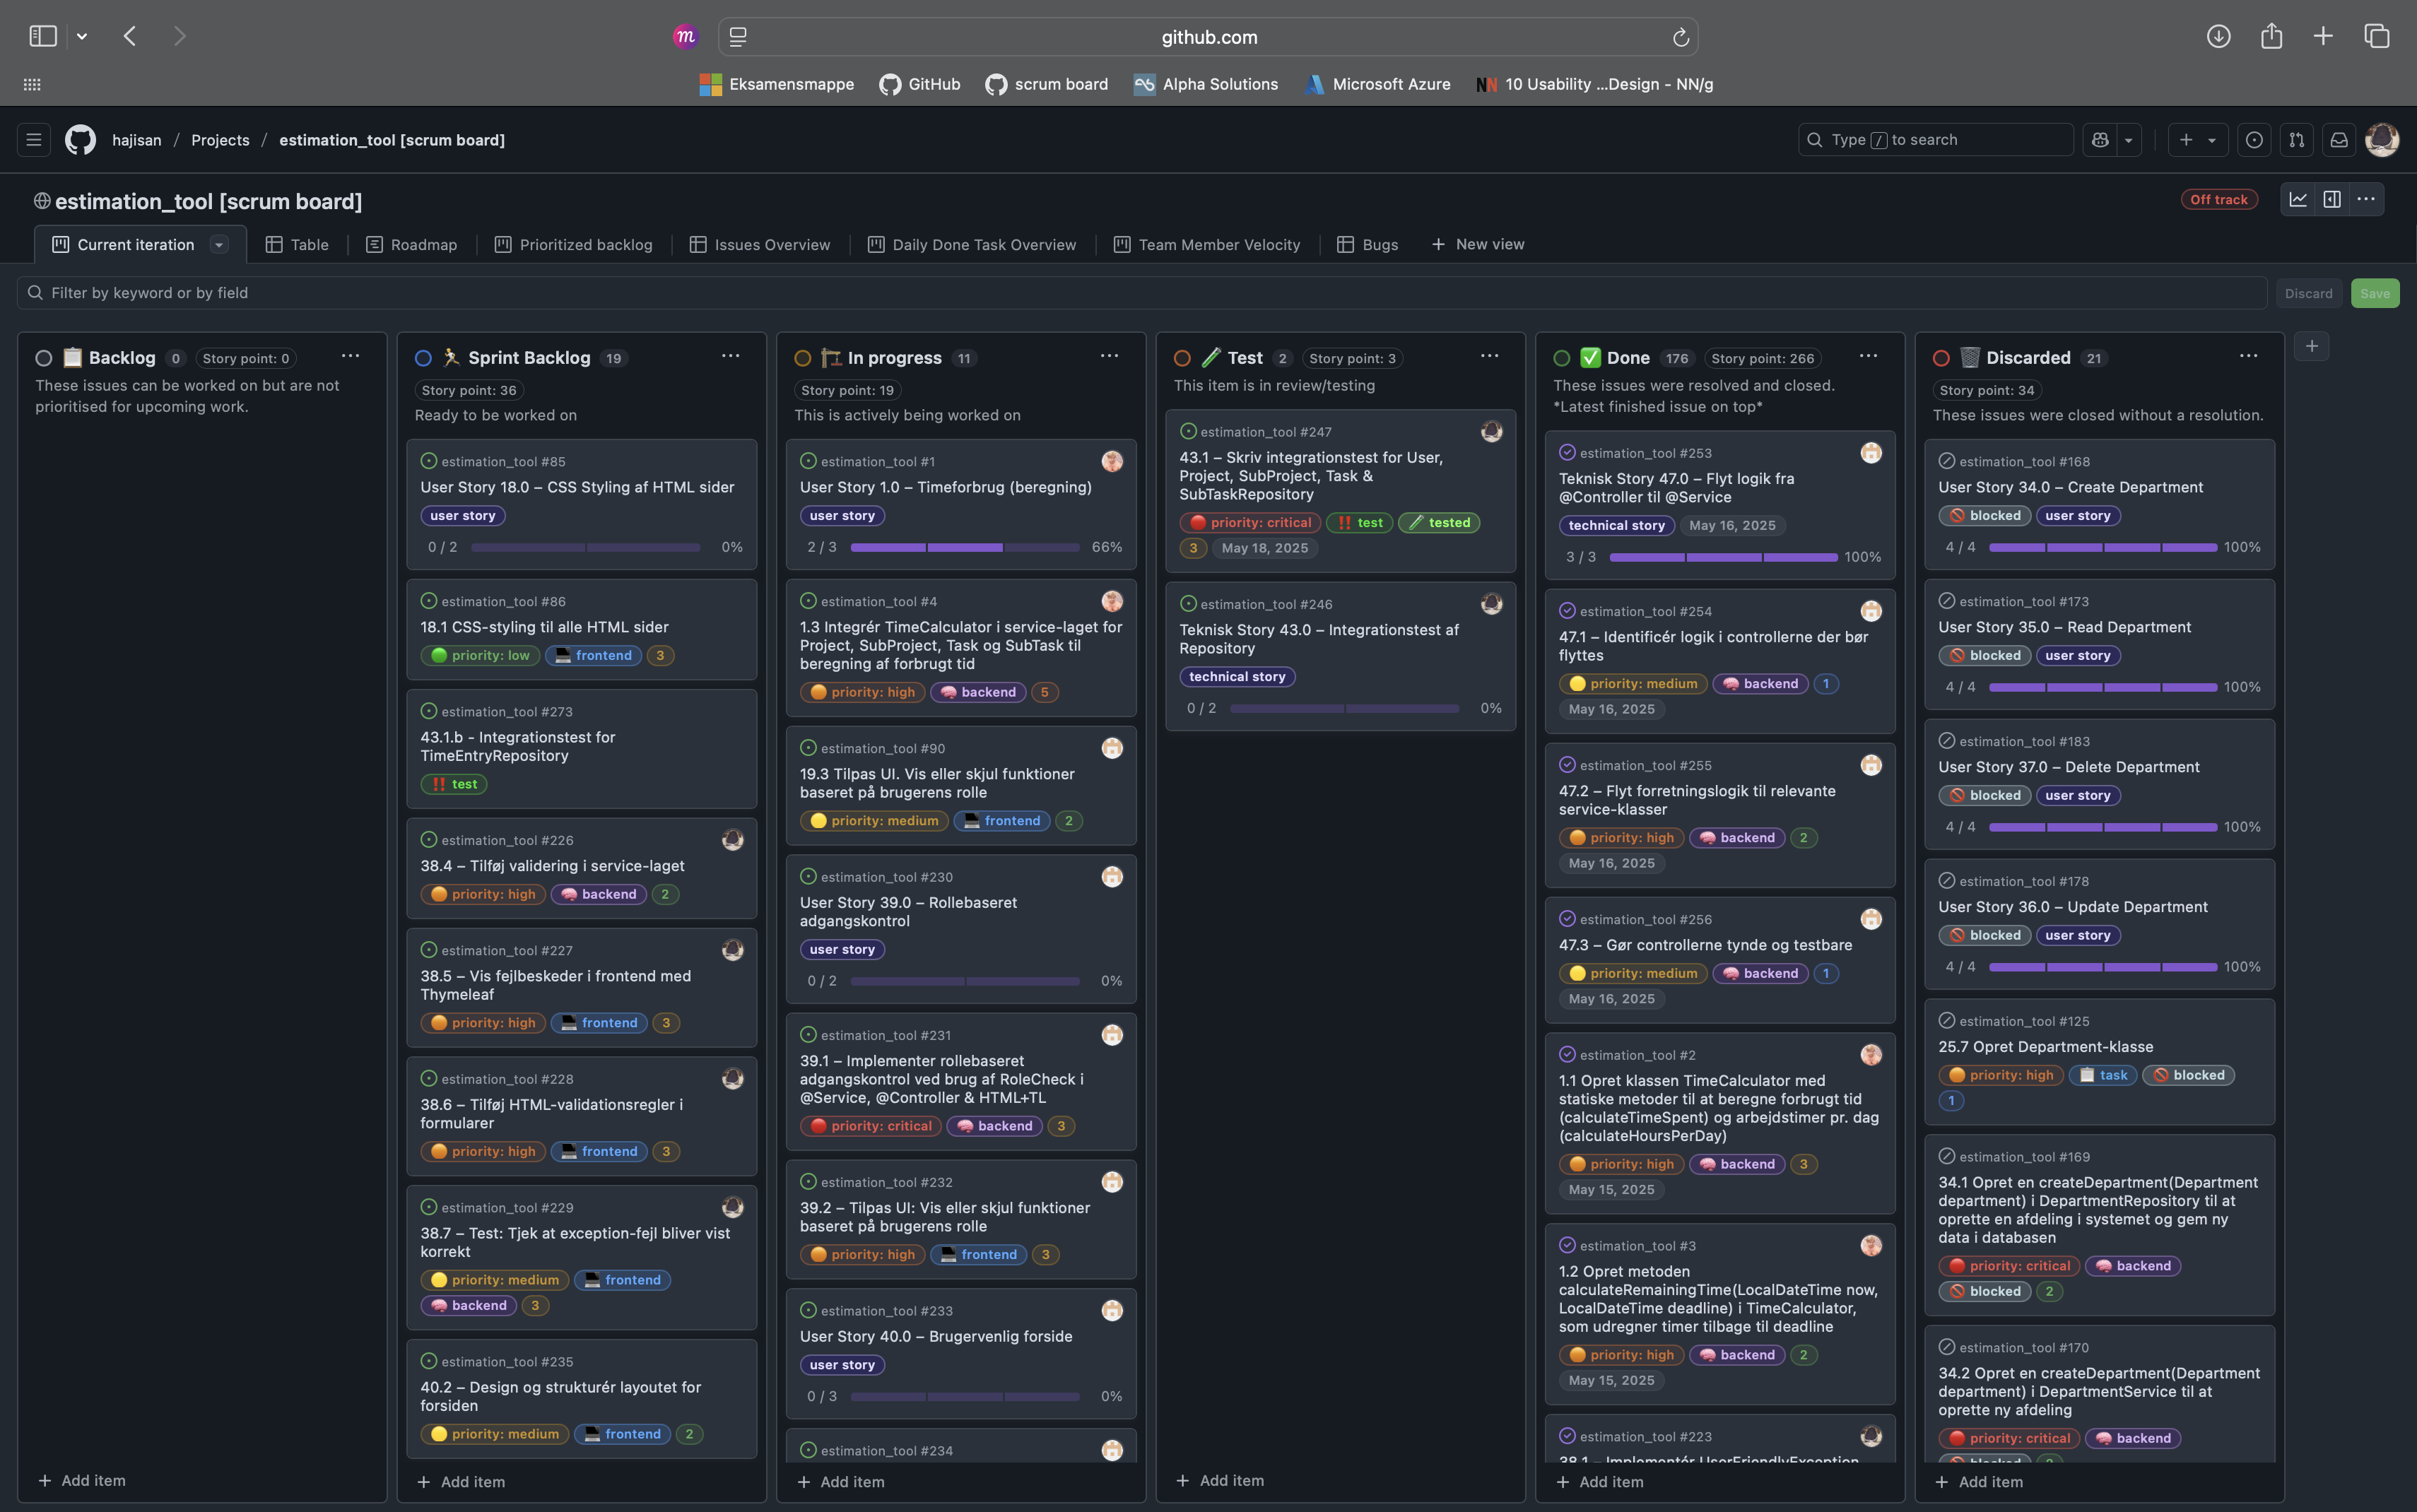 m
github.com
Eksamensmappe
GitHub
scrum board
Alpha Solutions
Microsoft Azure
NN 10 Usability ...Design - NN/g
hajisan / Projects / estimation_tool [scrum board]
Type / to search
estimation_tool [scrum board]
Off track
Current iteration
Table
Roadmap
Prioritized backlog
Issues Overview
Daily Done Task Overview
Team Member Velocity
Bugs
New view
Filter by keyword or by field
Discard
Save
Backlog 0 Story point: 0
These issues can be worked on but are not
prioritised for upcoming work.
Add item
Sprint Backlog 19
Story point: 36
Ready to be worked on
estimation_tool #85
User Story 18.0 – CSS Styling af HTML sider
user story
0 / 2 0%
estimation_tool #86
18.1 CSS-styling til alle HTML sider
priority: low frontend 3
estimation_tool #273
43.1.b - Integrationstest for
TimeEntryRepository
test
estimation_tool #226
38.4 – Tilføj validering i service-laget
priority: high backend 2
estimation_tool #227
38.5 – Vis fejlbeskeder i frontend med
Thymeleaf
priority: high frontend 3
estimation_tool #228
38.6 – Tilføj HTML-validationsregler i
formularer
priority: high frontend 3
estimation_tool #229
38.7 – Test: Tjek at exception-fejl bliver vist
korrekt
priority: medium frontend
backend 3
estimation_tool #235
40.2 – Design og strukturér layoutet for
forsiden
priority: medium frontend 2
Add item
In progress 11
Story point: 19
This is actively being worked on
estimation_tool #1
User Story 1.0 – Timeforbrug (beregning)
user story
2 / 3 66%
estimation_tool #4
1.3 Integrér TimeCalculator i service-laget for
Project, SubProject, Task og SubTask til
beregning af forbrugt tid
priority: high backend 5
estimation_tool #90
19.3 Tilpas UI. Vis eller skjul funktioner
baseret på brugerens rolle
priority: medium frontend 2
estimation_tool #230
User Story 39.0 – Rollebaseret
adgangskontrol
user story
0 / 2 0%
estimation_tool #231
39.1 – Implementer rollebaseret
adgangskontrol ved brug af RoleCheck i
@Service, @Controller & HTML+TL
priority: critical backend 3
estimation_tool #232
39.2 – Tilpas UI: Vis eller skjul funktioner
baseret på brugerens rolle
priority: high frontend 3
estimation_tool #233
User Story 40.0 – Brugervenlig forside
user story
0 / 3 0%
estimation_tool #234
Add item
Test 2 Story point: 3
This item is in review/testing
estimation_tool #247
43.1 – Skriv integrationstest for User,
Project, SubProject, Task &
SubTaskRepository
priority: critical test tested
3 May 18, 2025
estimation_tool #246
Teknisk Story 43.0 – Integrationstest af
Repository
technical story
0 / 2 0%
Add item
Done 176 Story point: 266
These issues were resolved and closed.
*Latest finished issue on top*
estimation_tool #253
Teknisk Story 47.0 – Flyt logik fra
@Controller til @Service
technical story May 16, 2025
3 / 3 100%
estimation_tool #254
47.1 – Identificér logik i controllerne der bør
flyttes
priority: medium backend 1
May 16, 2025
estimation_tool #255
47.2 – Flyt forretningslogik til relevante
service-klasser
priority: high backend 2
May 16, 2025
estimation_tool #256
47.3 – Gør controllerne tynde og testbare
priority: medium backend 1
May 16, 2025
estimation_tool #2
1.1 Opret klassen TimeCalculator med
statiske metoder til at beregne forbrugt tid
(calculateTimeSpent) og arbejdstimer pr. dag
(calculateHoursPerDay)
priority: high backend 3
May 15, 2025
estimation_tool #3
1.2 Opret metoden
calculateRemainingTime(LocalDateTime now,
LocalDateTime deadline) i TimeCalculator,
som udregner timer tilbage til deadline
priority: high backend 2
May 15, 2025
estimation_tool #223
38.1 – Implementér UserFriendlyException
Add item
Discarded 21
Story point: 34
These issues were closed without a resolution.
estimation_tool #168
User Story 34.0 – Create Department
blocked user story
4 / 4 100%
estimation_tool #173
User Story 35.0 – Read Department
blocked user story
4 / 4 100%
estimation_tool #183
User Story 37.0 – Delete Department
blocked user story
4 / 4 100%
estimation_tool #178
User Story 36.0 – Update Department
blocked user story
4 / 4 100%
estimation_tool #125
25.7 Opret Department-klasse
priority: high task blocked
1
estimation_tool #169
34.1 Opret en createDepartment(Department
department) i DepartmentRepository til at
oprette en afdeling i systemet og gem ny
data i databasen
priority: critical backend
blocked 2
estimation_tool #170
34.2 Opret en createDepartment(Department
department) i DepartmentService til at
oprette ny afdeling
priority: critical backend
blocked 2
Add item